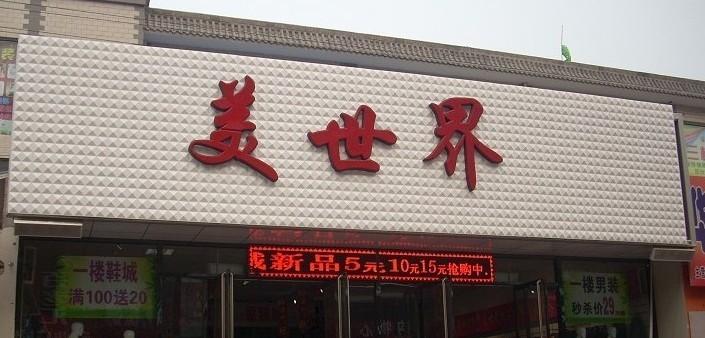 美世界
新品5元10元15元抢购中.
一楼鞋城
满100送20
一楼男装
秒杀价29